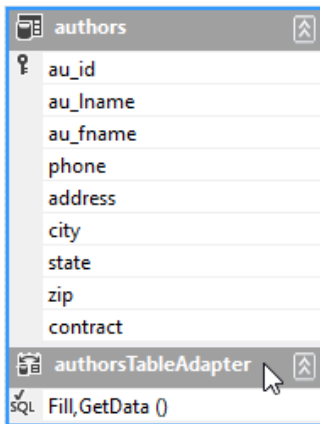 authors
au_id
au_lname
au_fname
phone
address
city
state
zip
contract
authorsTableAdapter
SQL Fill,GetData ()